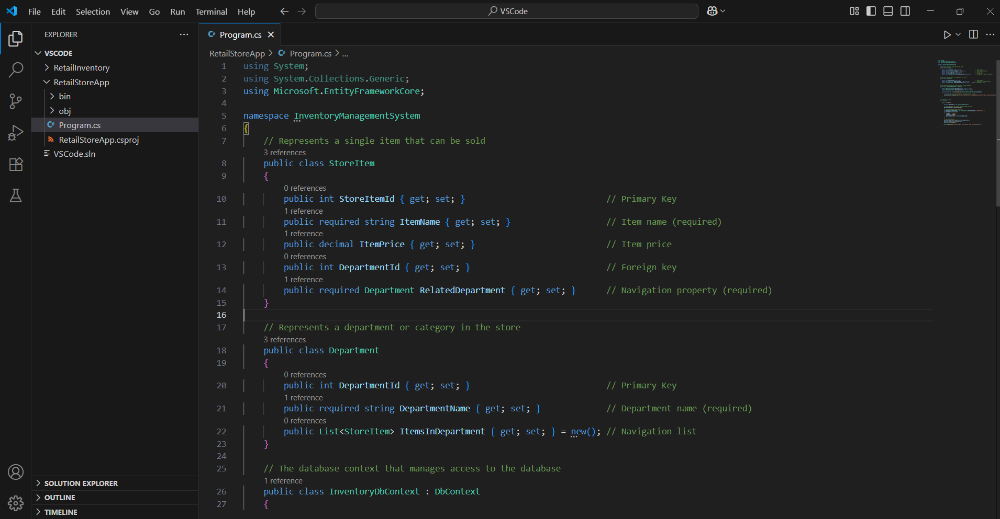 File Edit Selection View Go Run Terminal Help
VSCode
EXPLORER
VSCODE
RetailInventory
RetailStoreApp
bin
obj
C# Program.cs
RetailStoreApp.csproj
VSCode.sln
SOLUTION EXPLORER
OUTLINE
TIMELINE
C# Program.cs
RetailStoreApp > C# Program.cs > ...
1 using System;
2 using System.Collections.Generic;
3 using Microsoft.EntityFrameworkCore;
4
5 namespace InventoryManagementSystem
6 {
7 // Represents a single item that can be sold
3 references
8 public class StoreItem
9 {
0 references
10 public int StoreItemId { get; set; } // Primary Key
1 reference
11 public required string ItemName { get; set; } // Item name (required)
1 reference
12 public decimal ItemPrice { get; set; } // Item price
0 references
13 public int DepartmentId { get; set; } // Foreign key
1 reference
14 public required Department RelatedDepartment { get; set; } // Navigation property (required)
15 }
16
17 // Represents a department or category in the store
3 references
18 public class Department
19 {
0 references
20 public int DepartmentId { get; set; } // Primary Key
1 reference
21 public required string DepartmentName { get; set; } // Department name (required)
0 references
22 public List<StoreItem> ItemsInDepartment { get; set; } = new(); // Navigation list
23 }
24
25 // The database context that manages access to the database
1 reference
26 public class InventoryDbContext : DbContext
27 {